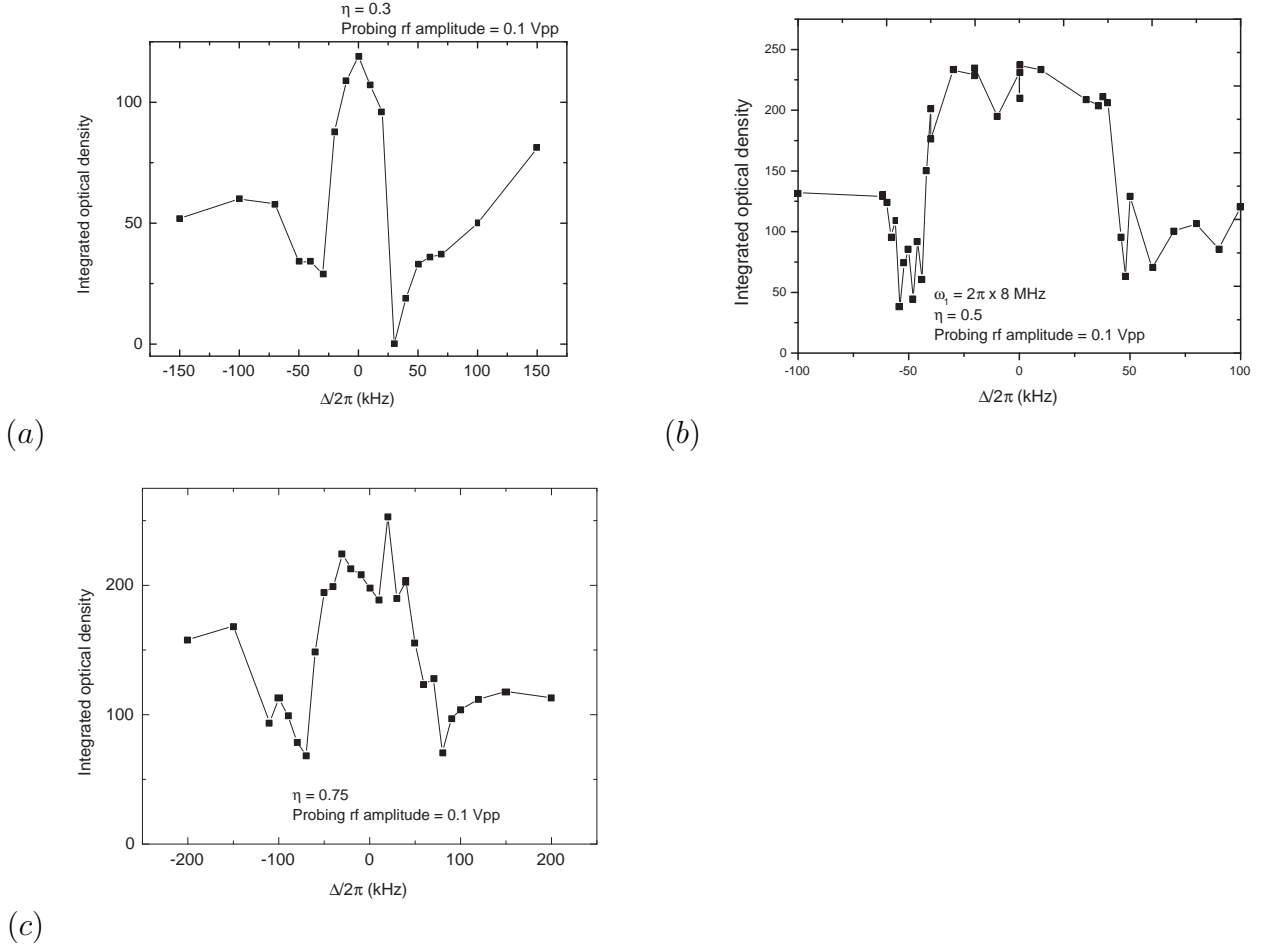 η = 0.3
Probing rf amplitude = 0.1 Vpp
Integrated optical density
100
50
0
-150 -100 -50 0 50 100 150
Δ/2π (kHz)
(a)
Integrated optical density
250
200
150
100
50
0
ω₁ = 2π x 8 MHz
η = 0.5
Probing rf amplitude = 0.1 Vpp
-100 -50 0 50 100
Δ/2π (kHz)
(b)
Integrated optical density
200
100
0
η = 0.75
Probing rf amplitude = 0.1 Vpp
-200 -100 0 100 200
Δ/2π (kHz)
(c)